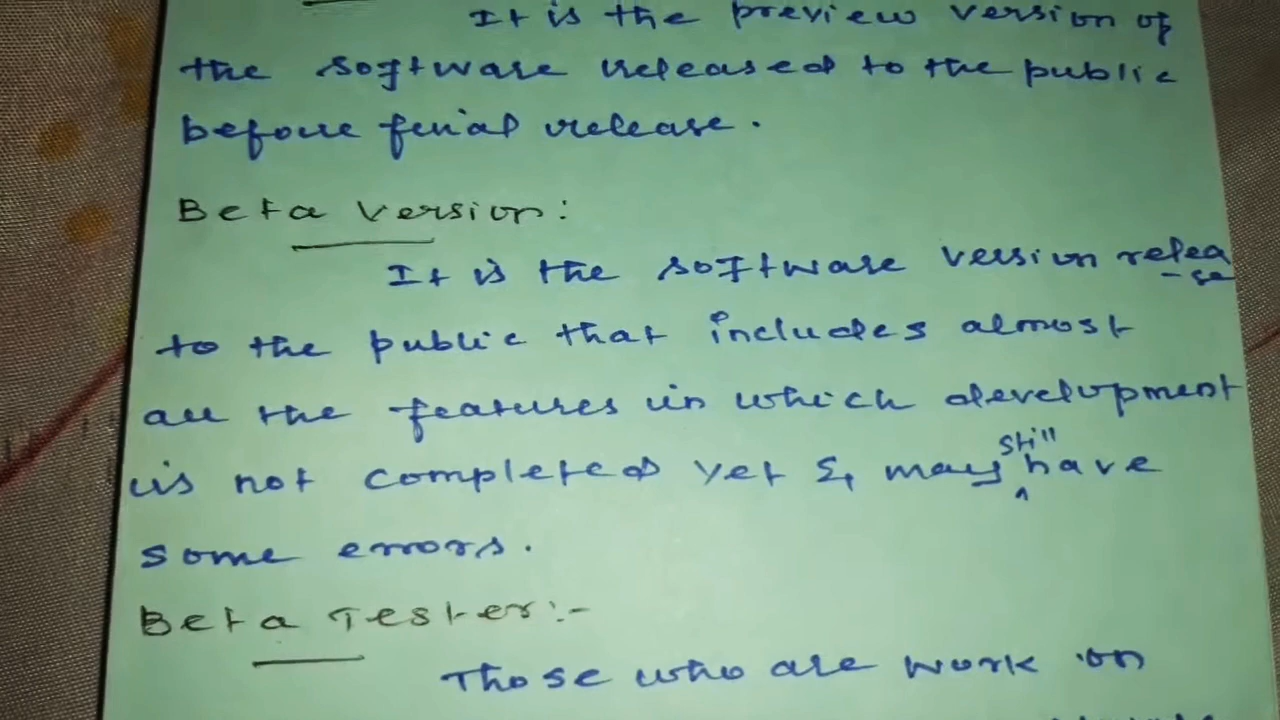 It is the preview version of
the software released to the public
before finial release.
Beta Version:
It is the software version relea
-se
to the public that includes almost
all the features in which development
is not completed yet & may still have
some errors.
Beta Tester:-
Those who are work on